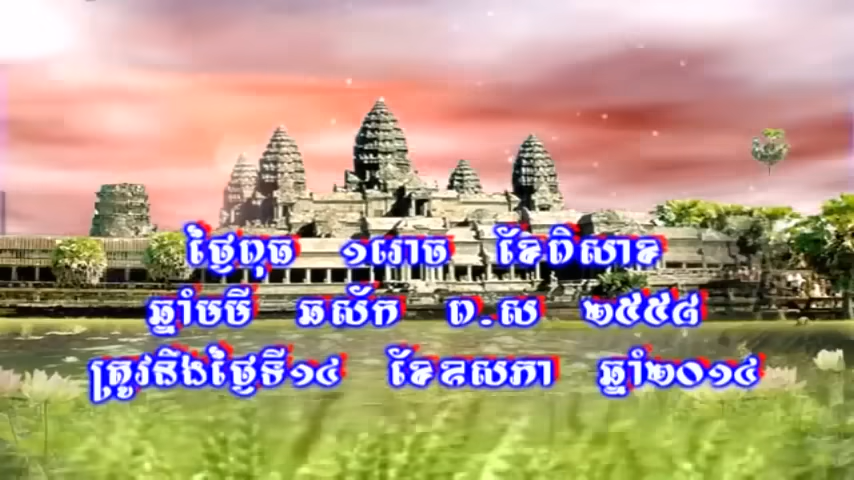 ថ្ងៃពុធ ១រោច ខែពិសាខ
ឆ្នាំមមី ឆស័ក ព.ស ២៥៥៨
ត្រូវនឹងថ្ងៃទី១៤ ខែឧសភា ឆ្នាំ២០១៤